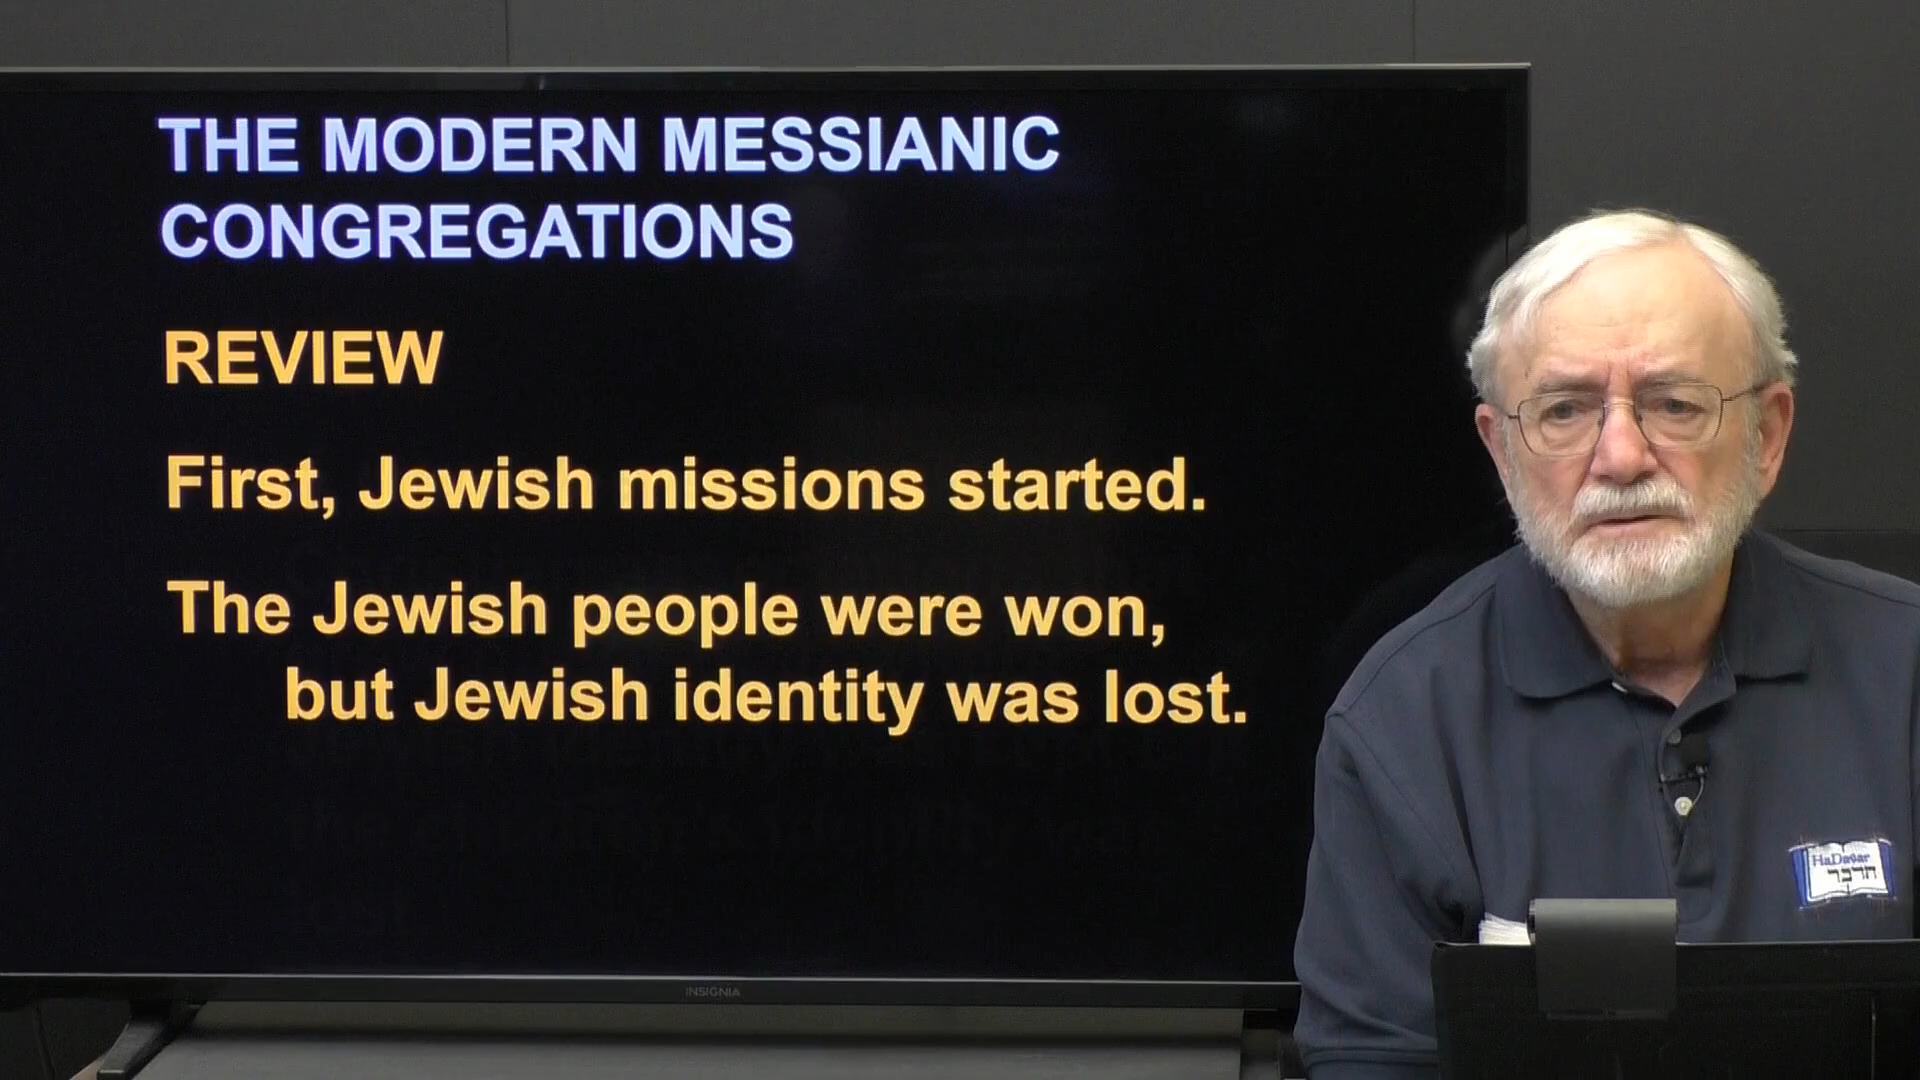 THE MODERN MESSIANIC
CONGREGATIONS
REVIEW
First, Jewish missions started.
The Jewish people were won,
but Jewish identity was lost.
INSIGNIA
HaDavar
הדבר